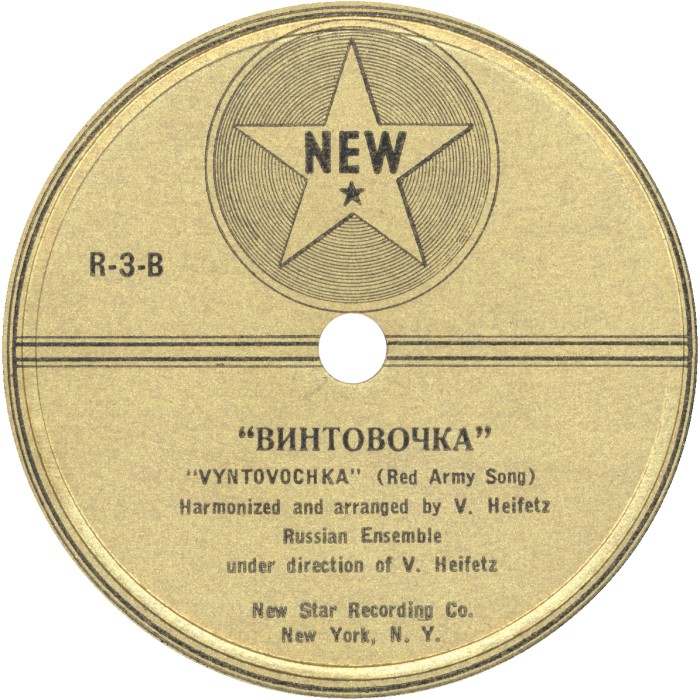 NEW
R-3-B
"ВИНТОВОЧКА"
"VYNTOVOCHKA" (Red Army Song)
Harmonized and arranged by V. Heifetz
Russian Ensemble
under direction of V. Heifetz
New Star Recording Co.
New York, N. Y.